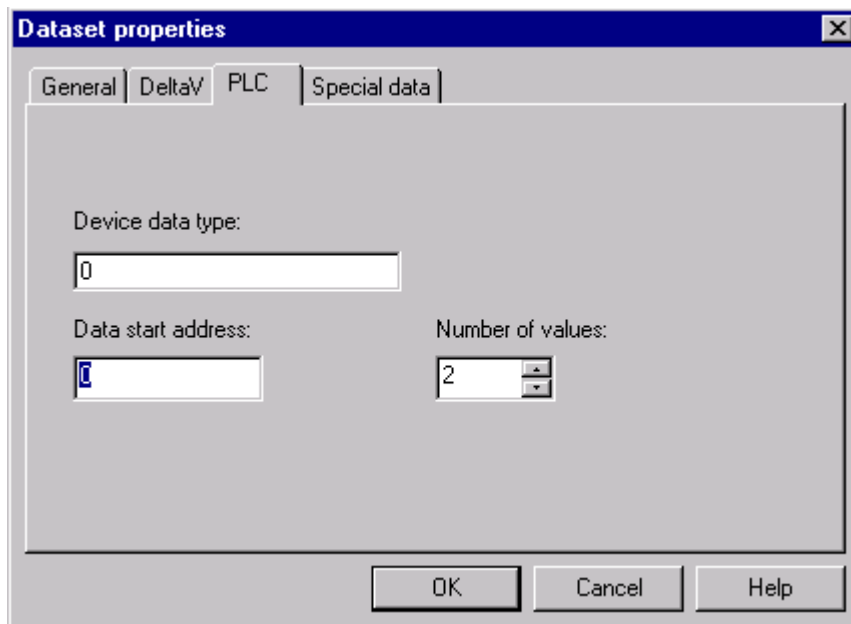 Dataset properties
General DeltaV PLC Special data
Device data type:
0
Data start address: Number of values:
0 2
OK Cancel Help